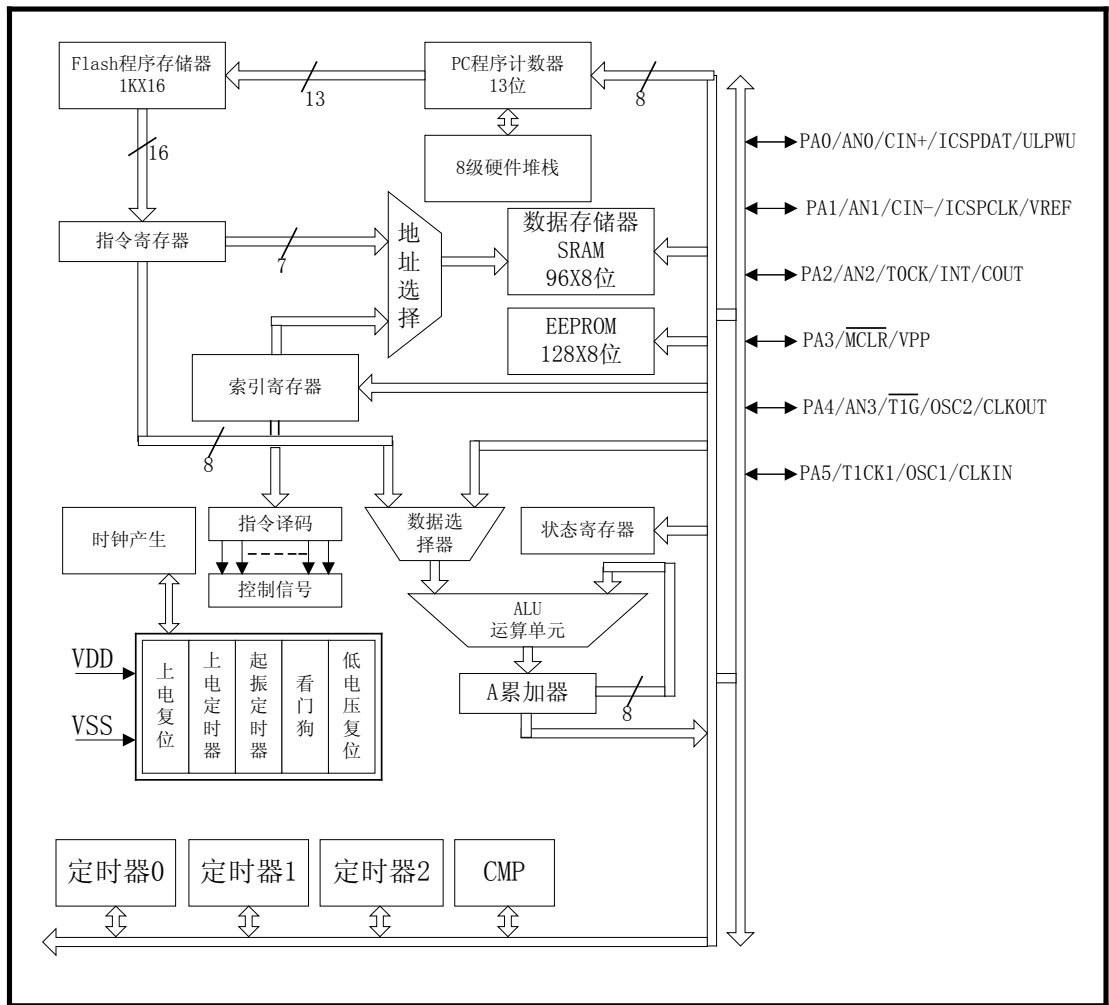 Flash程序存储器
1KX16
13
PC程序计数器
13位
8
16
8级硬件堆栈
PA0/AN0/CIN+/ICSPDAT/ULPWU
指令寄存器
7
地址选择
数据存储器
SRAM
96X8位
PA1/AN1/CIN-/ICSPCLK/VREF
PA2/AN2/T0CK/INT/COUT
EEPROM
128X8位
PA3/MCLR/VPP
索引寄存器
PA4/AN3/T1G/OSC2/CLKOUT
8
PA5/T1CK1/OSC1/CLKIN
时钟产生
指令译码
控制信号
数据选
择器
状态寄存器
ALU
运算单元
VDD
VSS
上电复位
上电定时器
起振定时器
看门狗
低电压复位
A累加器
8
定时器0
定时器1
定时器2
CMP